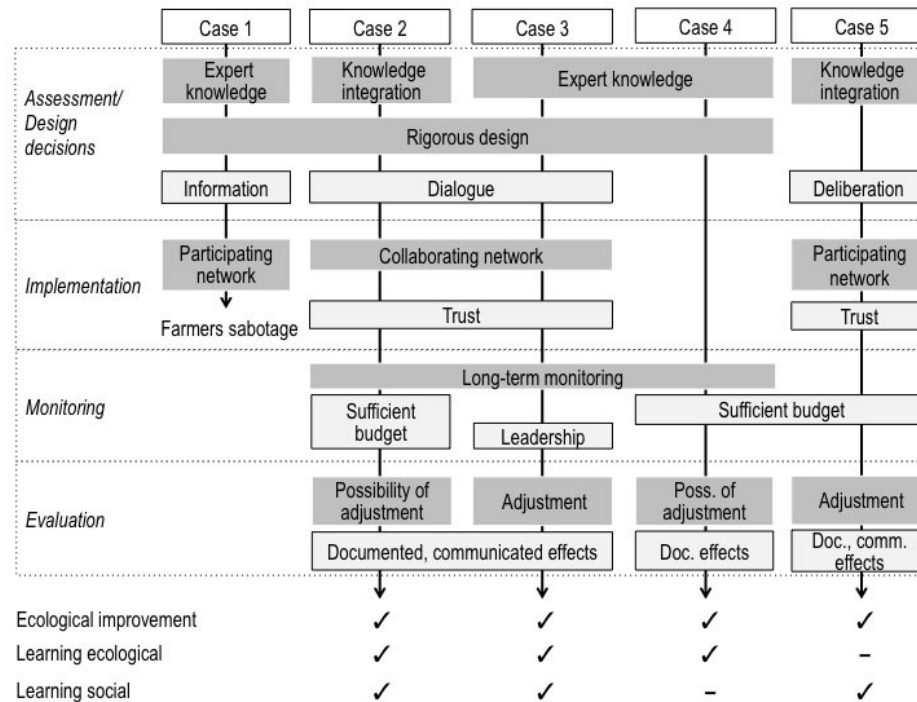 Case 1 Case 2 Case 3 Case 4 Case 5
Assessment/
Design
decisions
Expert
knowledge
Knowledge
integration
Expert knowledge
Knowledge
integration
Rigorous design
Information
Dialogue
Deliberation
Implementation
Participating
network
Collaborating network
Participating
network
Farmers sabotage
Trust
Trust
Monitoring
Long-term monitoring
Sufficient
budget
Leadership
Sufficient budget
Evaluation
Possibility of
adjustment
Adjustment
Poss. of
adjustment
Adjustment
Documented, communicated effects
Doc. effects
Doc., comm.
effects
Ecological improvement ✓ ✓ ✓ ✓
Learning ecological ✓ ✓ ✓ –
Learning social ✓ ✓ – ✓